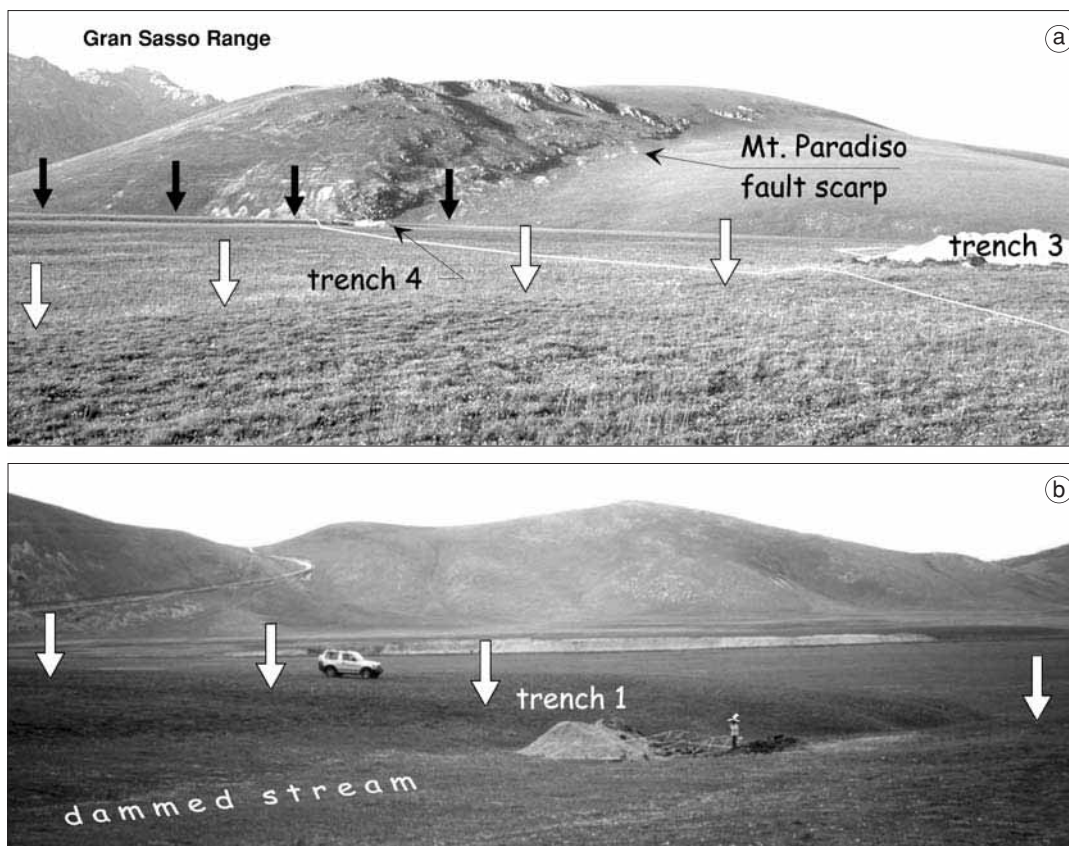 Gran Sasso Range
a
Mt. Paradiso
fault scarp
trench 3
trench 4
b
trench 1
dammed stream